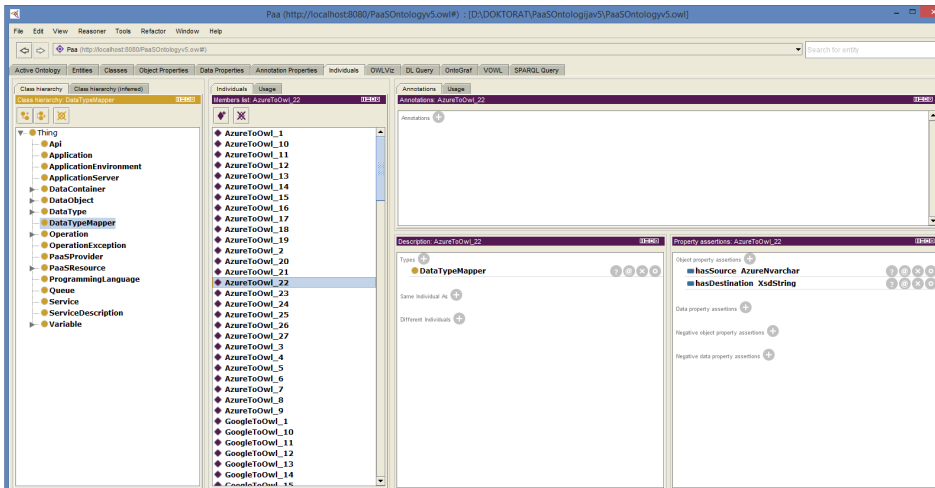 Paa (http://localhost:8080/PaaSOntologyv5.owl#) : [D:\DOKTORAT\PaaSOntologijav5\PaaSOntologyv5.owl]
File Edit View Reasoner Tools Refactor Window Help
Paa (http://localhost:8080/PaaSOntologyv5.owl#)
Search for entity
Active Ontology Entities Classes Object Properties Data Properties Annotation Properties Individuals OWLViz DL Query OntoGraf VOWL SPARQL Query
Class hierarchy Class hierarchy (inferred)
Class hierarchy: DataTypeMapper
Thing
Api
Application
ApplicationEnvironment
ApplicationServer
DataContainer
DataObject
DataType
DataTypeMapper
Operation
OperationException
PaaSProvider
PaaSResource
ProgrammingLanguage
Queue
Service
ServiceDescription
Variable
Individuals Usage
Members list: AzureToOwl_22
AzureToOwl_1
AzureToOwl_10
AzureToOwl_11
AzureToOwl_12
AzureToOwl_13
AzureToOwl_14
AzureToOwl_15
AzureToOwl_16
AzureToOwl_17
AzureToOwl_18
AzureToOwl_19
AzureToOwl_2
AzureToOwl_20
AzureToOwl_21
AzureToOwl_22
AzureToOwl_23
AzureToOwl_24
AzureToOwl_25
AzureToOwl_26
AzureToOwl_27
AzureToOwl_3
AzureToOwl_4
AzureToOwl_5
AzureToOwl_6
AzureToOwl_7
AzureToOwl_8
AzureToOwl_9
GoogleToOwl_1
GoogleToOwl_10
GoogleToOwl_11
GoogleToOwl_12
GoogleToOwl_13
GoogleToOwl_14
GoogleToOwl_15
Annotations Usage
Annotations: AzureToOwl_22
Annotations
Description: AzureToOwl_22
Types
DataTypeMapper
Same Individual As
Different Individuals
Property assertions: AzureToOwl_22
Object property assertions
hasSource AzureNvarchar
hasDestination XsdString
Data property assertions
Negative object property assertions
Negative data property assertions